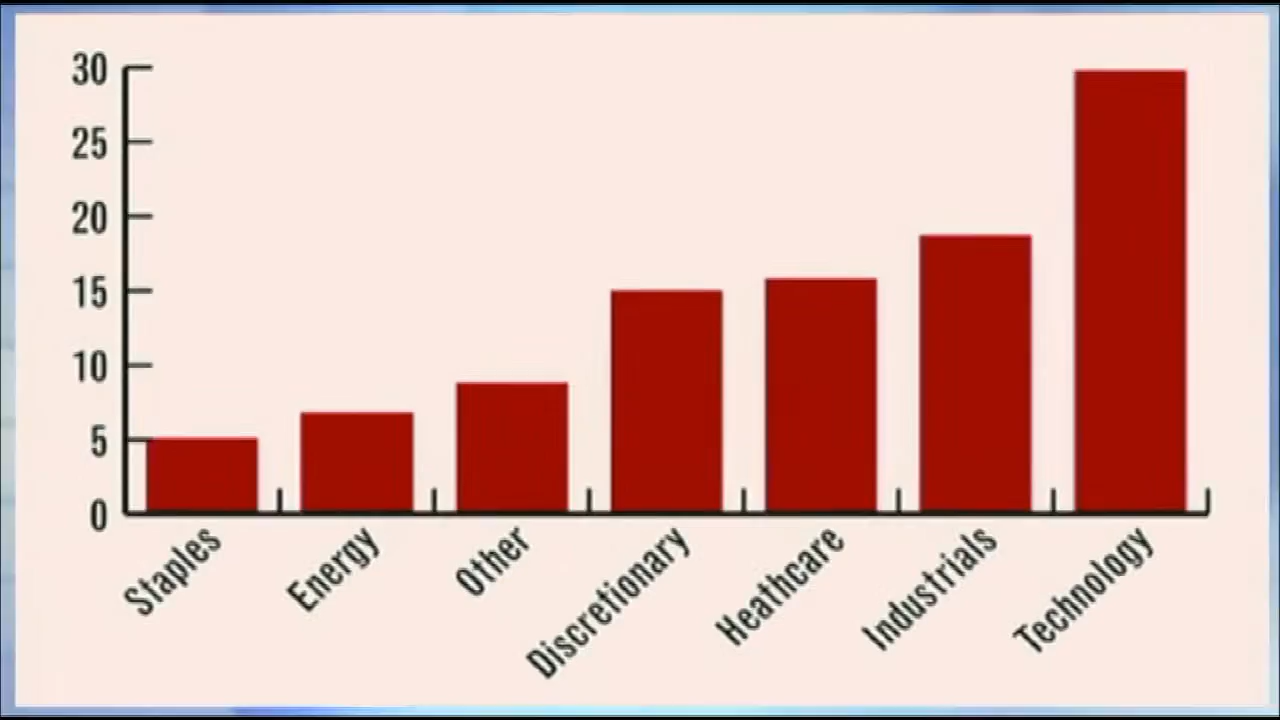 30
25
20
15
10
5
0
Staples
Energy
Other
Discretionary
Heathcare
Industrials
Technology